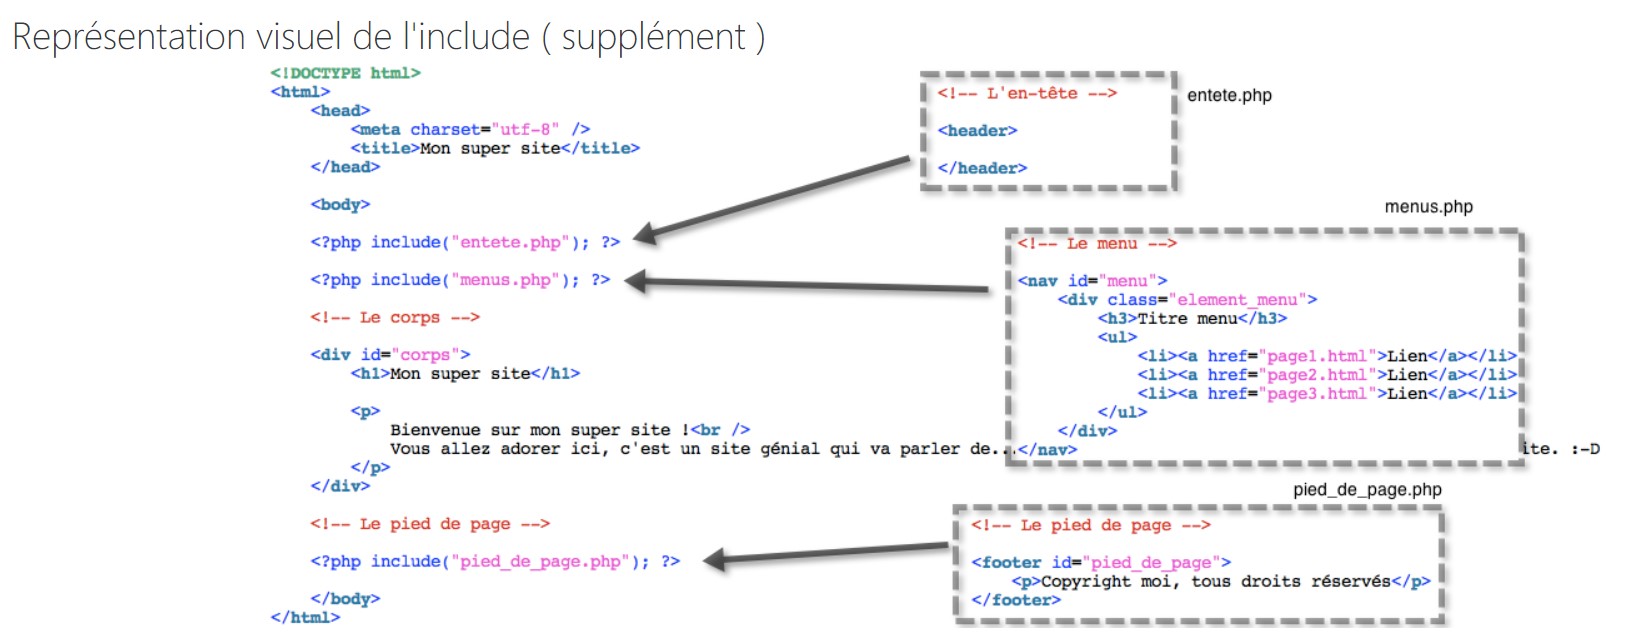 Représentation visuel de l'include ( supplément )
<!DOCTYPE html>
<html>
<head>
<meta charset="utf-8" />
<title>Mon super site</title>
</head>
<body>
<?php include("entete.php"); ?>
<?php include("menus.php"); ?>
<!-- Le corps -->
<div id="corps">
<h1>Mon super site</h1>
<p>
Bienvenue sur mon super site !<br />
Vous allez adorer ici, c'est un site génial qui va parler de... ite. :-D
</p>
</div>
<!-- Le pied de page -->
<?php include("pied_de_page.php"); ?>
</body>
</html>
entete.php
<!-- L'en-tête -->
<header>
</header>
menus.php
<!-- Le menu -->
<nav id="menu">
<div class="element_menu">
<h3>Titre menu</h3>
<ul>
<li><a href="page1.html">Lien</a></li>
<li><a href="page2.html">Lien</a></li>
<li><a href="page3.html">Lien</a></li>
</ul>
</div>
</nav>
pied_de_page.php
<!-- Le pied de page -->
<footer id="pied_de_page">
<p>Copyright moi, tous droits réservés</p>
</footer>